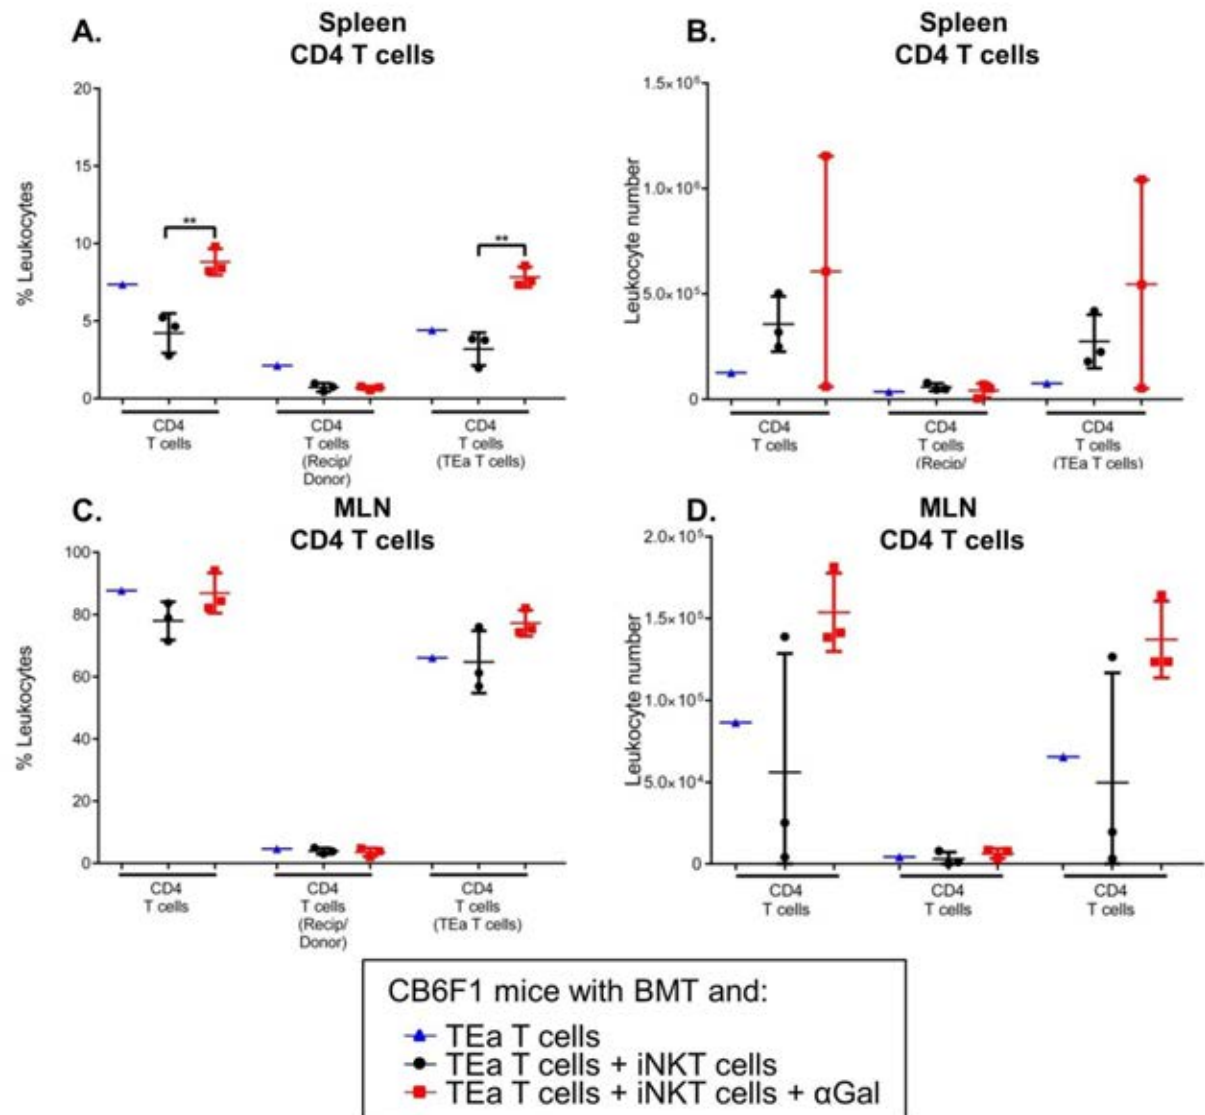 A.
Spleen
CD4 T cells
% Leukocytes
20
15
10
5
0
**
**
CD4
T cells
CD4
T cells
(Recip/
Donor)
CD4
T cells
(TEa T cells)
B.
Spleen
CD4 T cells
Leukocyte number
1.5×10⁶
1.0×10⁶
5.0×10⁵
0
CD4
T cells
CD4
T cells
(Recip/
CD4
T cells
(TEa T cells)
C.
MLN
CD4 T cells
% Leukocytes
100
80
60
40
20
0
CD4
T cells
CD4
T cells
(Recip/
Donor)
CD4
T cells
(TEa T cells)
D.
MLN
CD4 T cells
Leukocyte number
2.0×10⁵
1.5×10⁵
1.0×10⁵
5.0×10⁴
0
CD4
T cells
CD4
T cells
CD4
T cells
CB6F1 mice with BMT and:
TEa T cells
TEa T cells + iNKT cells
TEa T cells + iNKT cells + αGal